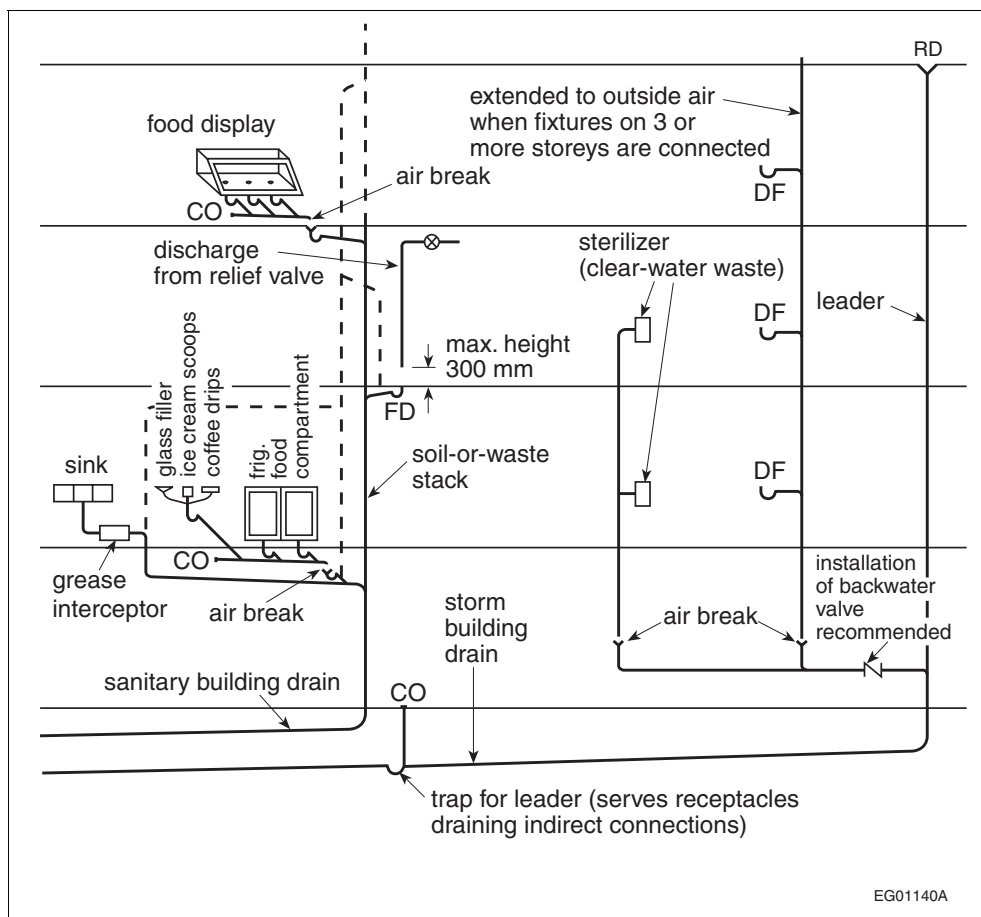 RD
extended to outside air
when fixtures on 3 or
more storeys are connected
food display
air break
DF
CO
discharge
from relief valve
sterilizer
(clear-water waste)
leader
DF
max. height
300 mm
glass filler
ice cream scoops
coffee drips
frig.
food
compartment
FD
sink
soil-or-waste
stack
DF
CO
grease
interceptor
air break
storm
building
drain
air break
installation
of backwater
valve
recommended
sanitary building drain
CO
trap for leader (serves receptacles
draining indirect connections)
EG01140A